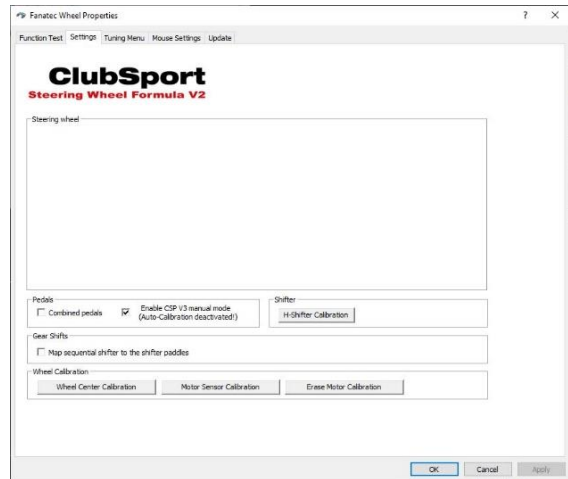 Fanatec Wheel Properties
Function Test Settings Tuning Menu Mouse Settings Update
ClubSport
Steering Wheel Formula V2
Steering wheel
Pedals
Combined pedals
Enable CSP V3 manual mode
(Auto-Calibration deactivated!)
Shifter
H-Shifter Calibration
Gear Shifts
Map sequential shifter to the shifter paddles
Wheel Calibration
Wheel Center Calibration Motor Sensor Calibration Erase Motor Calibration
OK Cancel Apply